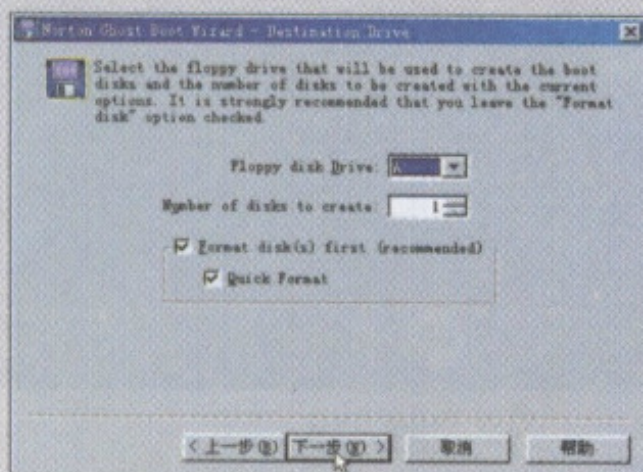 Norton Ghost Boot Wizard - Destination Drive
Select the floppy drive that will be used to create the boot
disks and the number of disks to be created with the current
options. It is strongly recommended that you leave the "Format
disk" option checked.
Floppy disk Drive: A
Number of disks to create: 1
Format disk(s) first (recommended)
Quick Format
< 上一步(B) 下一步(N) > 取消 帮助